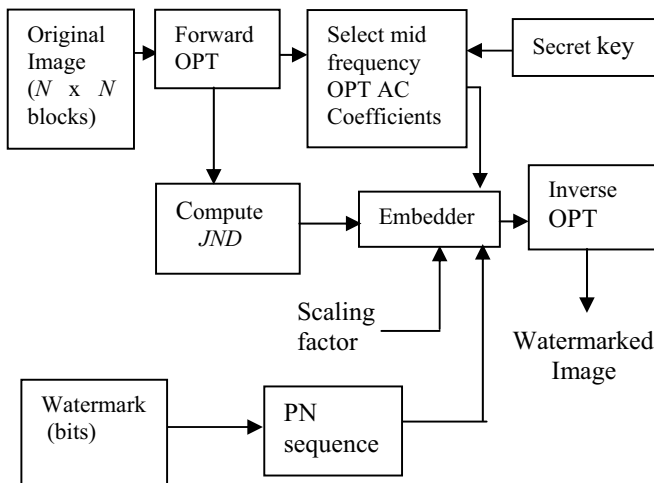 Original
Image
(N x N
blocks)
Forward
OPT
Select mid
frequency
OPT AC
Coefficients
Secret key
Compute
JND
Embedder
Inverse
OPT
Scaling
factor
Watermarked
Image
Watermark
(bits)
PN
sequence